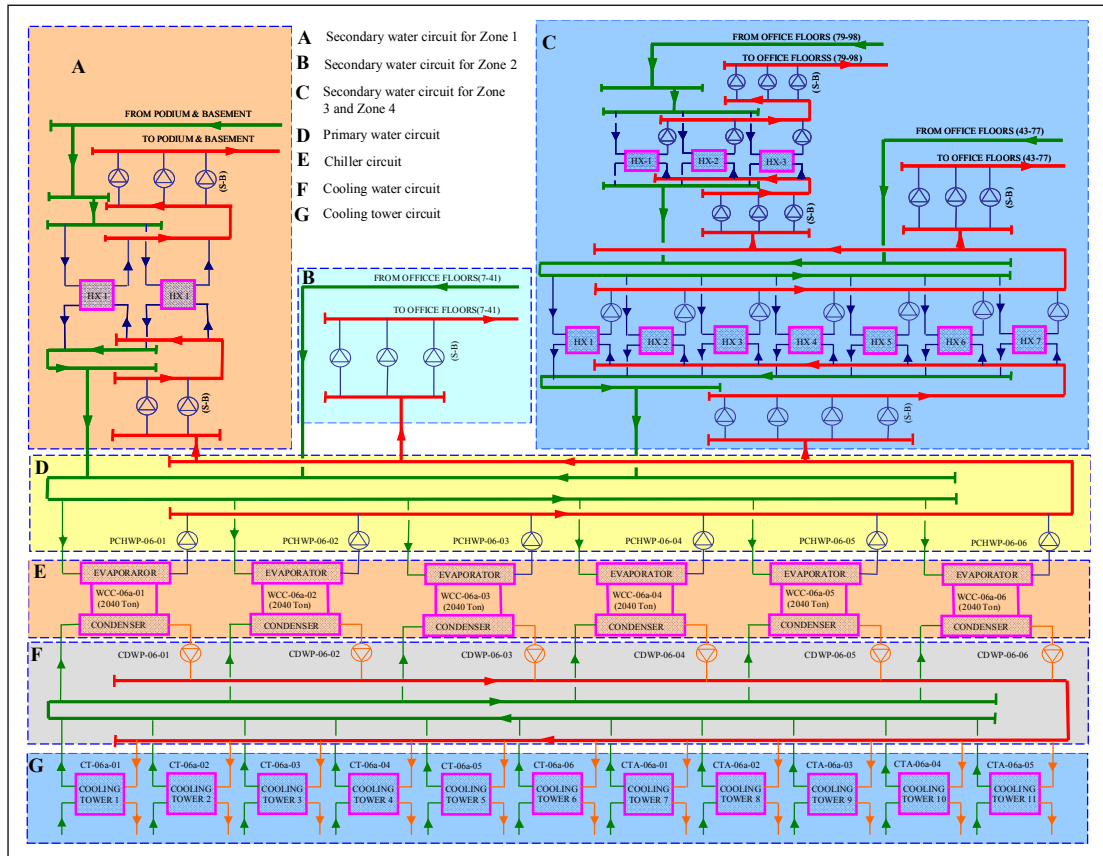 A Secondary water circuit for Zone 1
B Secondary water circuit for Zone 2
C Secondary water circuit for Zone
3 and Zone 4
D Primary water circuit
E Chiller circuit
F Cooling water circuit
G Cooling tower circuit
A
FROM PODIUM & BASEMENT
TO PODIUM & BASEMENT
(S-B)
HX 1 HX 1
(S-B)
B
FROM OFFICCE FLOORS(7-41)
TO OFFICE FLOORS(7-41)
(S-B)
C
FROM OFFICE FLOORS (79-98)
TO OFFICE FLOORSS (79-98)
(S-B)
HX-1 HX-2 HX-3
(S-B)
FROM OFFICE FLOORS (43-77)
TO OFFICE FLOORS (43-77)
(S-B)
HX 1 HX 2 HX 3 HX 4 HX 5 HX 6 HX 7
(S-B)
D
PCHWP-06-01 PCHWP-06-02 PCHWP-06-03 PCHWP-06-04 PCHWP-06-05 PCHWP-06-06
E
EVAPORAROR EVAPORATOR EVAPORATOR EVAPORATOR EVAPORATOR EVAPORATOR
WCC-06a-01 WCC-06a-02 WCC-06a-03 WCC-06a-04 WCC-06a-05 WCC-06a-06
(2040 Ton) (2040 Ton) (2040 Ton) (2040 Ton) (2040 Ton) (2040 Ton)
CONDENSER CONDENSER CONDENSER CONDENSER CONDENSER CONDENSER
F
CDWP-06-01 CDWP-06-02 CDWP-06-03 CDWP-06-04 CDWP-06-05 CDWP-06-06
G
CT-06a-01 CT-06a-02 CT-06a-03 CT-06a-04 CT-06a-05 CT-06a-06 CTA-06a-01 CTA-06a-02 CTA-06a-03 CTA-06a-04 CTA-06a-05
COOLING COOLING COOLING COOLING COOLING COOLING COOLING COOLING COOLING COOLING COOLING
TOWER 1 TOWER 2 TOWER 3 TOWER 4 TOWER 5 TOWER 6 TOWER 7 TOWER 8 TOWER 9 TOWER 10 TOWER 11